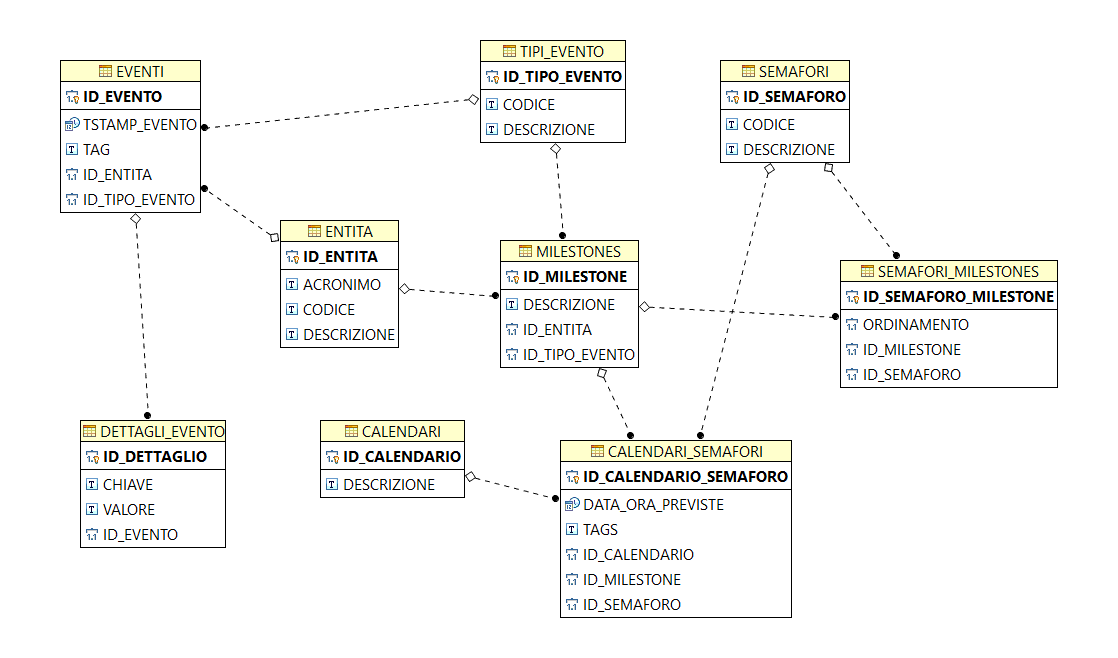 EVENTI
ID_EVENTO
TSTAMP_EVENTO
TAG
ID_ENTITA
ID_TIPO_EVENTO
TIPI_EVENTO
ID_TIPO_EVENTO
CODICE
DESCRIZIONE
SEMAFORI
ID_SEMAFORO
CODICE
DESCRIZIONE
ENTITA
ID_ENTITA
ACRONIMO
CODICE
DESCRIZIONE
MILESTONES
ID_MILESTONE
DESCRIZIONE
ID_ENTITA
ID_TIPO_EVENTO
SEMAFORI_MILESTONES
ID_SEMAFORO_MILESTONE
ORDINAMENTO
ID_MILESTONE
ID_SEMAFORO
DETTAGLI_EVENTO
ID_DETTAGLIO
CHIAVE
VALORE
ID_EVENTO
CALENDARI
ID_CALENDARIO
DESCRIZIONE
CALENDARI_SEMAFORI
ID_CALENDARIO_SEMAFORO
DATA_ORA_PREVISTE
TAGS
ID_CALENDARIO
ID_MILESTONE
ID_SEMAFORO